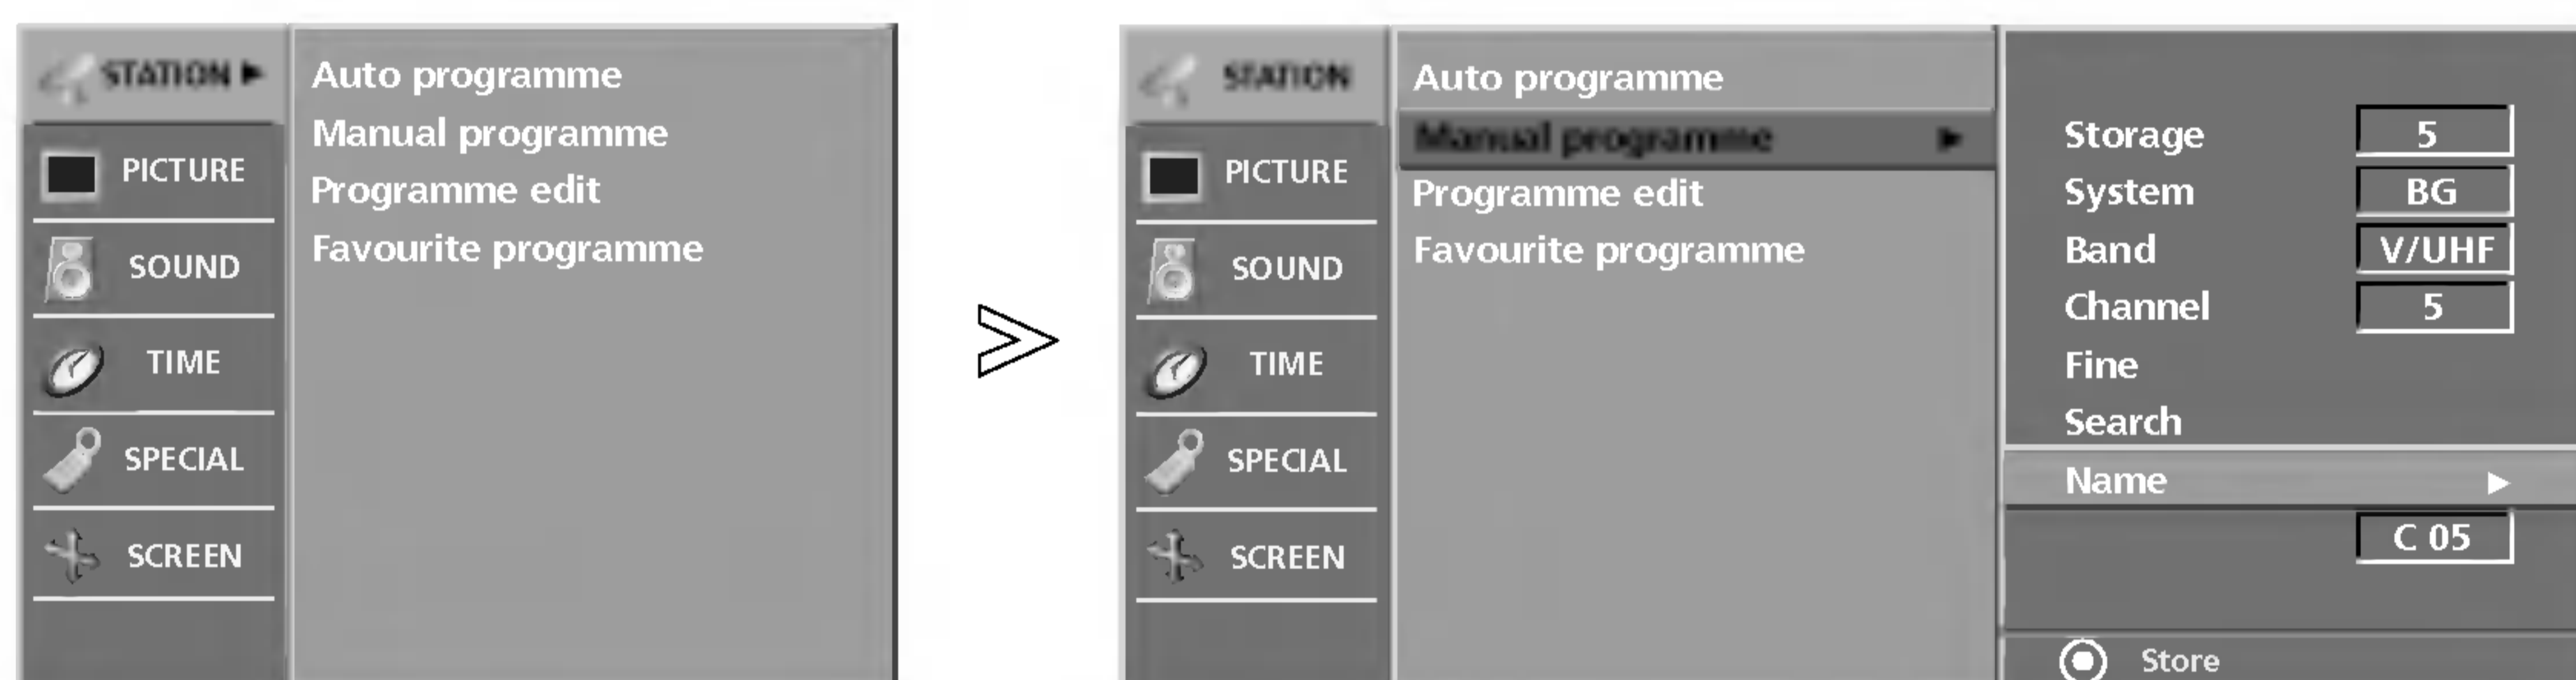 STATION ►
PICTURE
SOUND
TIME
SPECIAL
SCREEN
Auto programme
Manual programme
Programme edit
Favourite programme
STATION
PICTURE
SOUND
TIME
SPECIAL
SCREEN
Auto programme
Manual programme ►
Programme edit
Favourite programme
Storage 5
System BG
Band V/UHF
Channel 5
Fine
Search
Name ►
C 05
Store